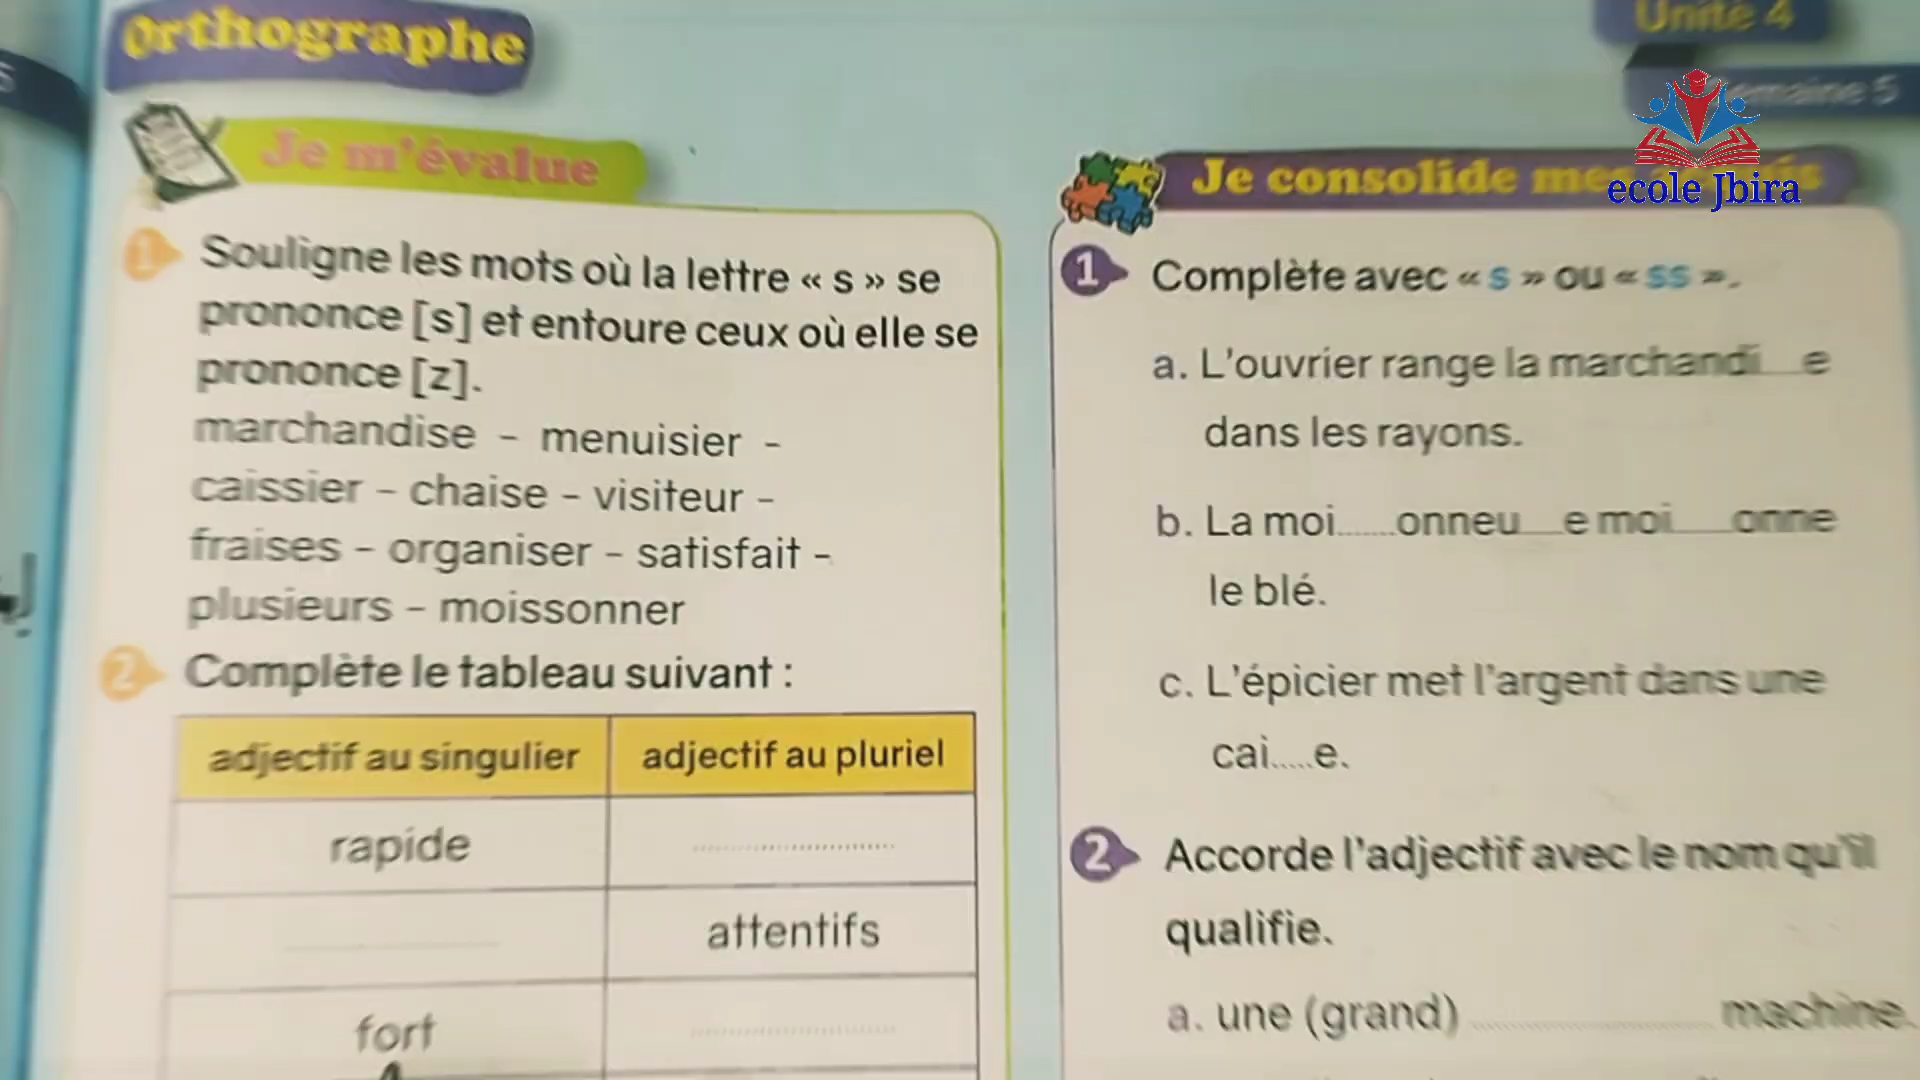 Orthographe
Je m'évalue
1 Souligne les mots où la lettre « s » se
prononce [s] et entoure ceux où elle se
prononce [z].
marchandise - menuisier -
caissier - chaise - visiteur -
fraises - organiser - satisfait -
plusieurs - moissonner
2 Complète le tableau suivant :
adjectif au singulier adjectif au pluriel
rapide ....................
.................... attentifs
fort ....................
Unité 4
Semaine 5
ecole Jbira
Je consolide mes
1 Complète avec « s » ou « ss ».
a. L'ouvrier range la marchandi......e
dans les rayons.
b. La moi......onneu......e moi......onne
le blé.
c. L'épicier met l'argent dans une
cai.....e.
2 Accorde l'adjectif avec le nom qu'il
qualifie.
a. une (grand) .................... machine.